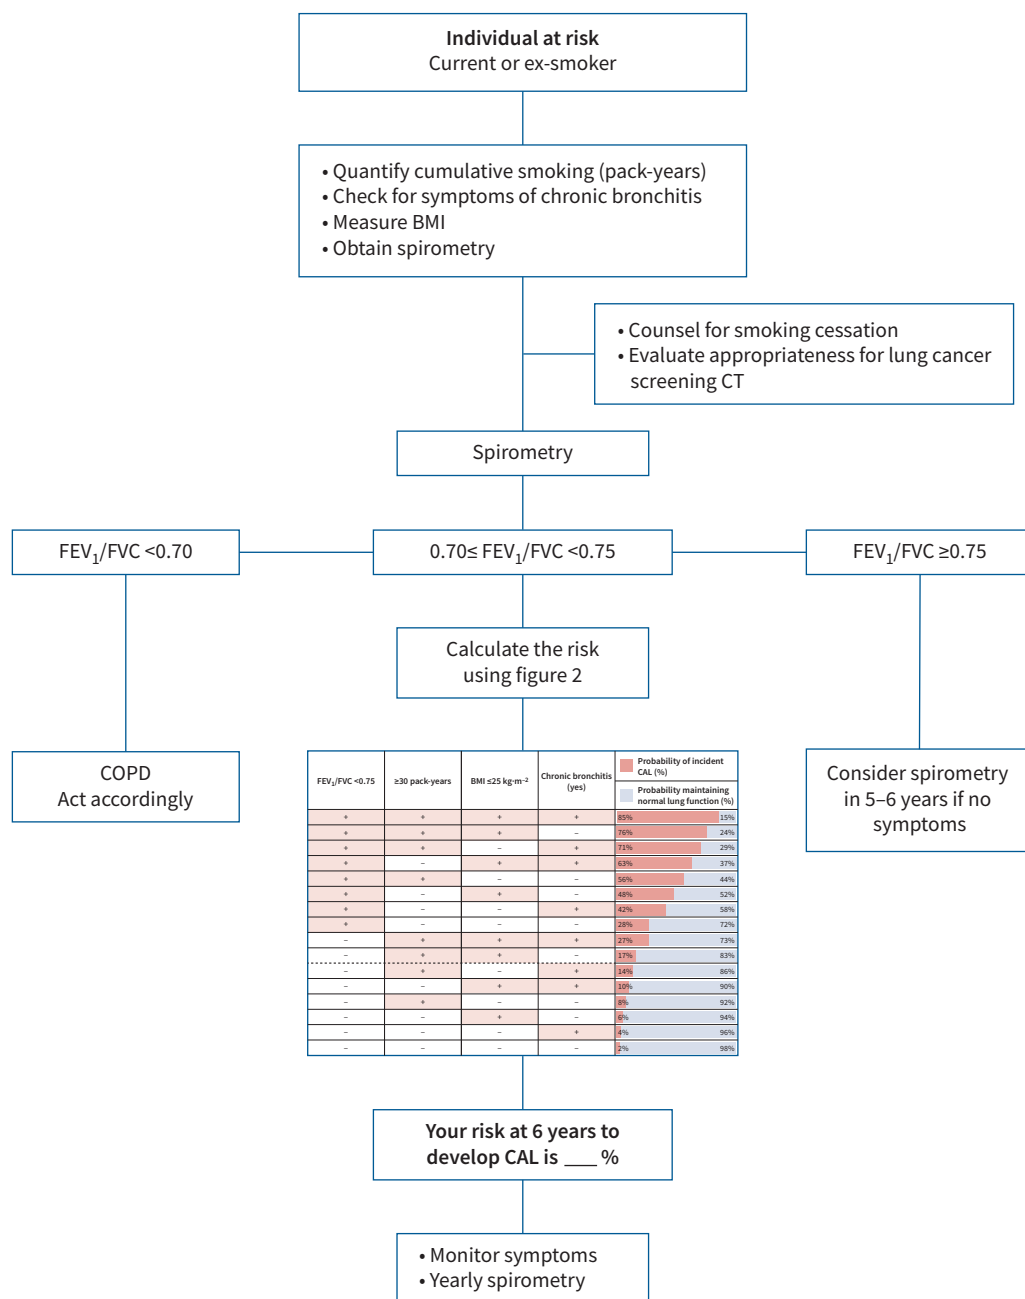 Individual at risk
Current or ex-smoker
• Quantify cumulative smoking (pack-years)
• Check for symptoms of chronic bronchitis
• Measure BMI
• Obtain spirometry
• Counsel for smoking cessation
• Evaluate appropriateness for lung cancer
screening CT
Spirometry
FEV₁/FVC <0.70
0.70≤ FEV₁/FVC <0.75
FEV₁/FVC ≥0.75
Calculate the risk
using figure 2
COPD
Act accordingly
Consider spirometry
in 5–6 years if no
symptoms
FEV₁/FVC <0.75 ≥30 pack-years BMI ≤25 kg·m⁻² Chronic bronchitis
(yes)
Probability of incident
CAL (%)
Probability maintaining
normal lung function (%)
+ + + + 85% 15%
+ + + – 76% 24%
+ + – + 71% 29%
+ – + + 63% 37%
+ + – – 56% 44%
+ – + – 48% 52%
+ – – + 42% 58%
+ – – – 28% 72%
– + + + 27% 73%
– + + – 17% 83%
– + – + 14% 86%
– – + + 10% 90%
– + – – 8% 92%
– – + – 6% 94%
– – – + 4% 96%
– – – – 2% 98%
Your risk at 6 years to
develop CAL is ___ %
• Monitor symptoms
• Yearly spirometry